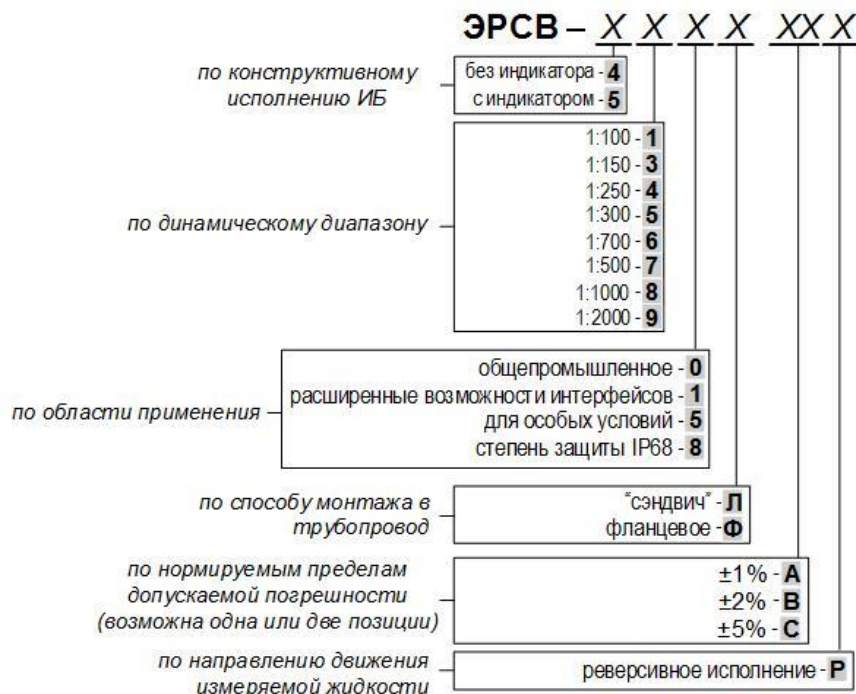 ЭРСВ – X X X X XX X
по конструктивному
исполнению ИБ
без индикатора - 4
с индикатором - 5
по динамическому диапазону
1:100 - 1
1:150 - 3
1:250 - 4
1:300 - 5
1:700 - 6
1:500 - 7
1:1000 - 8
1:2000 - 9
по области применения
общепромышленное - 0
расширенные возможности интерфейсов - 1
для особых условий - 5
степень защиты IP68 - 8
по способу монтажа в
трубопровод
"сэндвич" - Л
фланцевое - Ф
по нормируемым пределам
допускаемой погрешности
(возможна одна или две позиции)
±1% - A
±2% - B
±5% - C
по направлению движения
измеряемой жидкости
реверсивное исполнение - Р